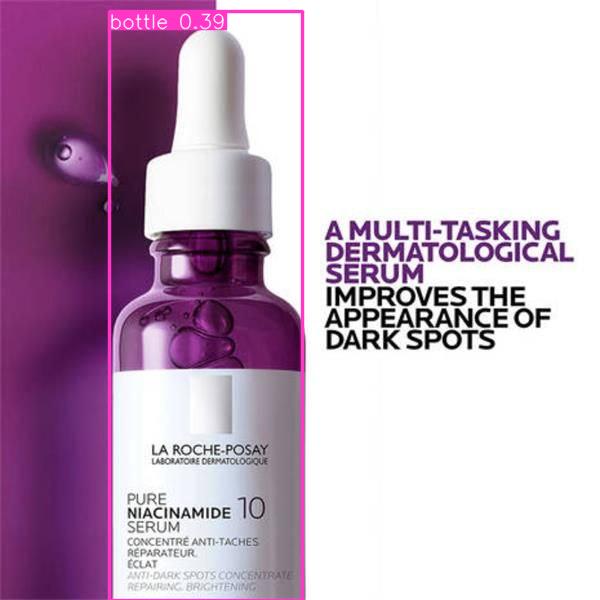 bottle 0.39
A MULTI-TASKING
DERMATOLOGICAL
SERUM
IMPROVES THE
APPEARANCE OF
DARK SPOTS
LA ROCHE-POSAY
LABORATOIRE DERMATOLOGIQUE
PURE
NIACINAMIDE 10
SERUM
CONCENTRÉ ANTI-TACHES
RÉPARATEUR.
ÉCLAT
ANTI-DARK SPOTS CONCENTRATE
REPAIRING. BRIGHTENING